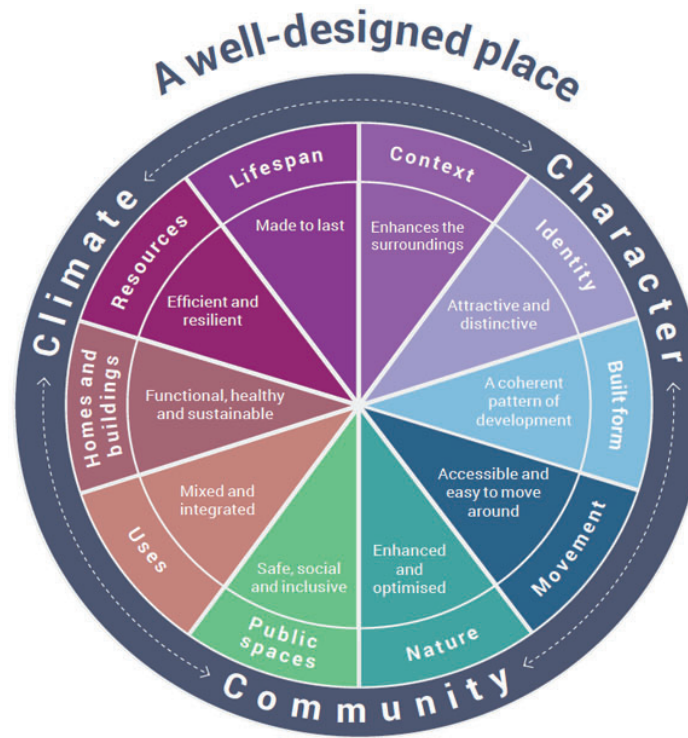 A well-designed place
Climate
Character
Community
Context
Enhances the
surroundings
Identity
Attractive and
distinctive
Built form
A coherent
pattern of
development
Movement
Accessible and
easy to move
around
Nature
Enhanced
and
optimised
Public
spaces
Safe, social
and inclusive
Uses
Mixed and
integrated
Homes and
buildings
Functional, healthy
and sustainable
Resources
Efficient and
resilient
Lifespan
Made to last